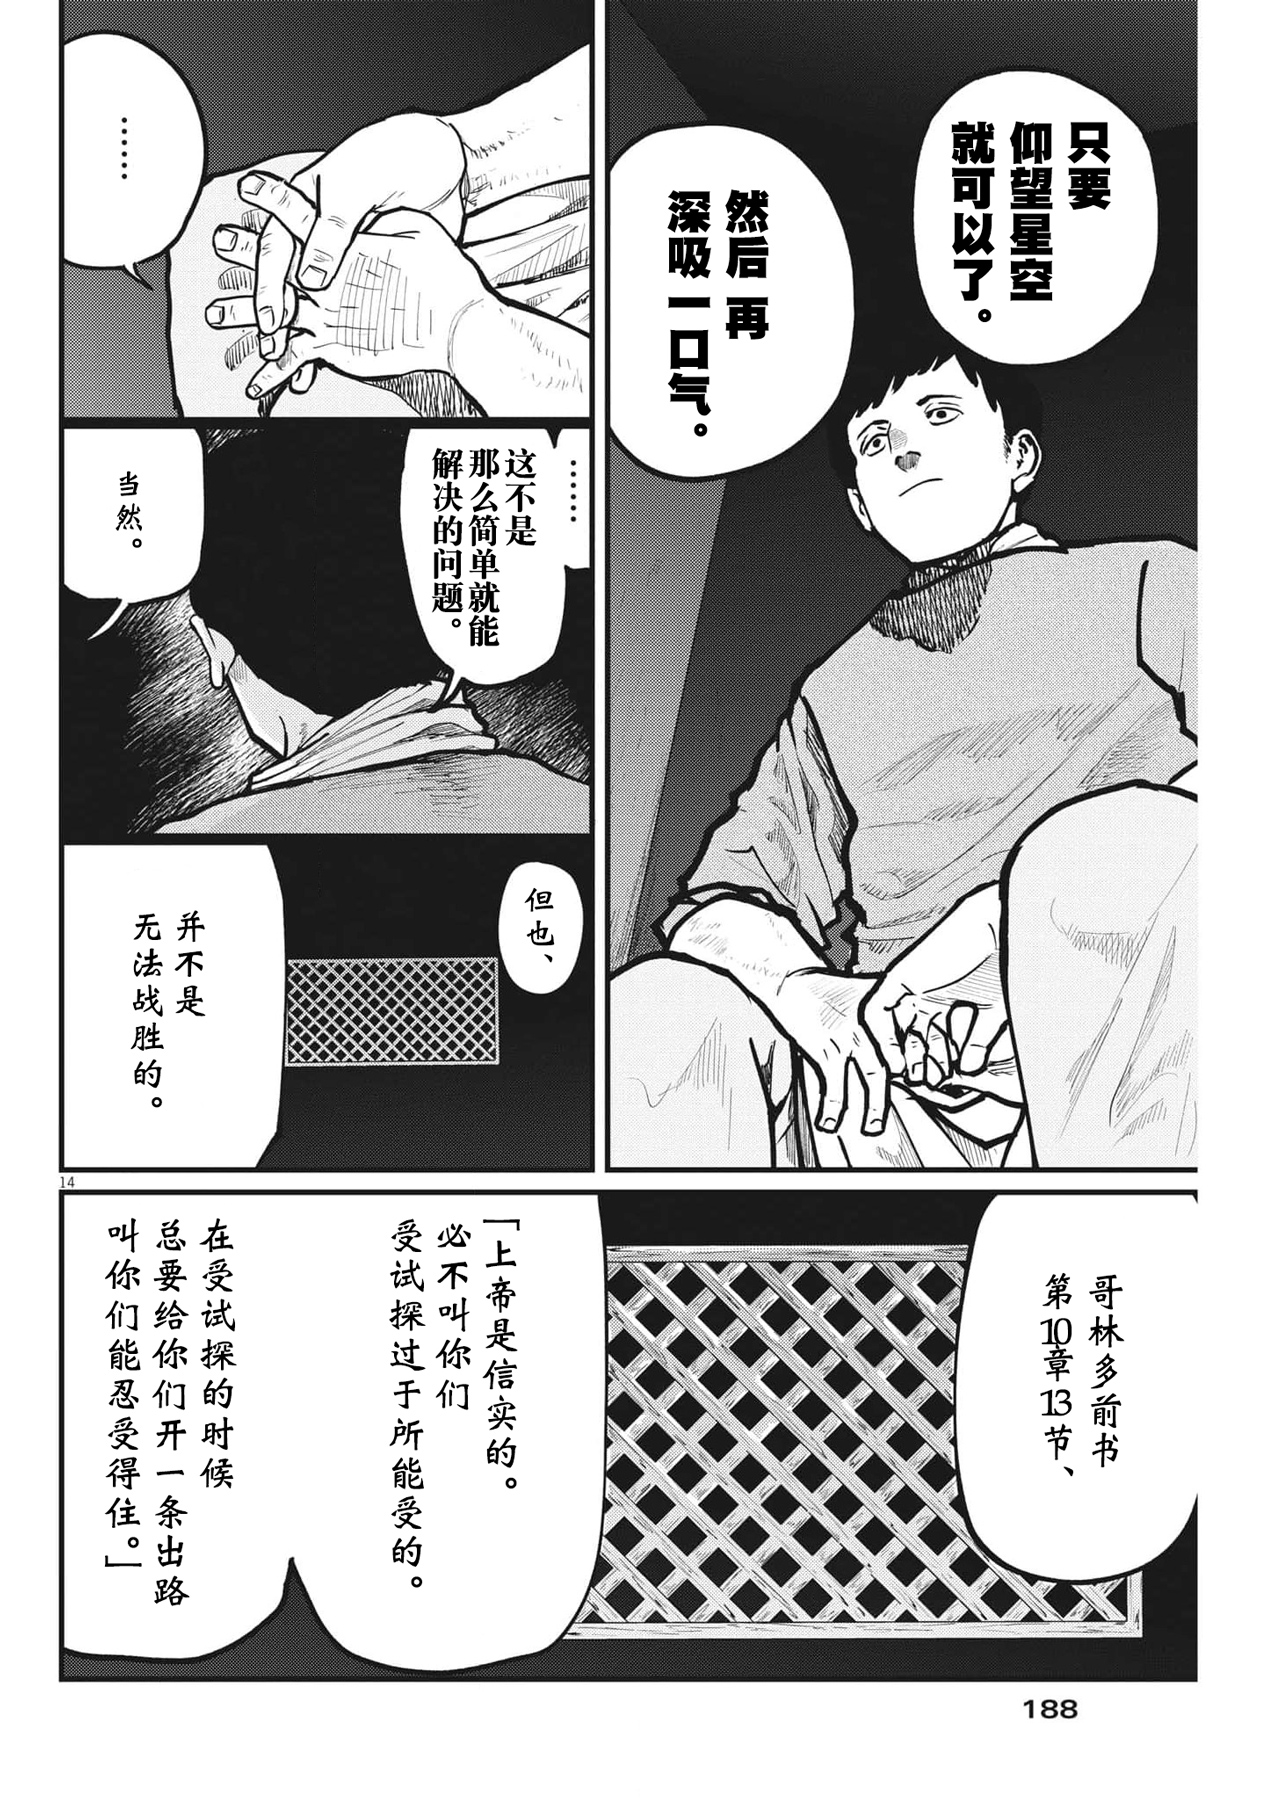 只要
仰望星空
就可以了。
然后 再
深吸一口气。
……
……
这不是
那么简单就能
解决的问题。
当然。
但也、
并不是
无法战胜的。
14
哥林多前书
第10章13节、
「上帝是信实的。
必不叫你们
受试探过于所能受的。
在受试探的时候
总要给你们开一条出路
叫你们能忍受得住。」
188